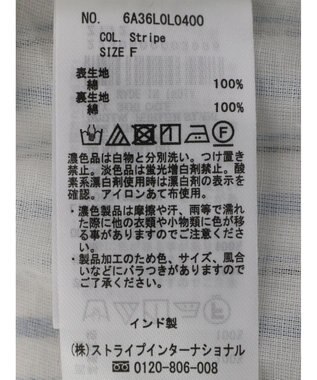 NO. 6A36L0L0400
COL. Stripe
SIZE F
表生地
綿 100%
裏生地
綿 100%
濃色品は白物と分別洗い。つけ置き
禁止。淡色品は蛍光増白剤禁止。酸
素系漂白剤使用時は漂白剤の表示を
確認。アイロンあて布使用。
・濃色製品は摩擦や汗、雨等で濡れ
た際に他の衣類や小物類に色が移
る事がありますのでご注意くださ
い。
・製品加工のため色、サイズ、風合
いなどにバラつきがありますので
ご了承ください。
インド製
(株)ストライプインターナショナル
0120-806-008